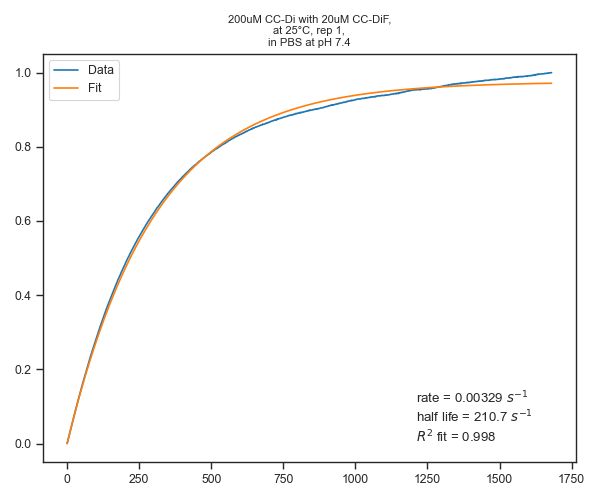 200uM CC-Di with 20uM CC-DiF,
at 25°C, rep 1,
in PBS at pH 7.4
Data
Fit
1.0
0.8
0.6
0.4
0.2
0.0
rate = 0.00329 s⁻¹
half life = 210.7 s⁻¹
R² fit = 0.998
0 250 500 750 1000 1250 1500 1750